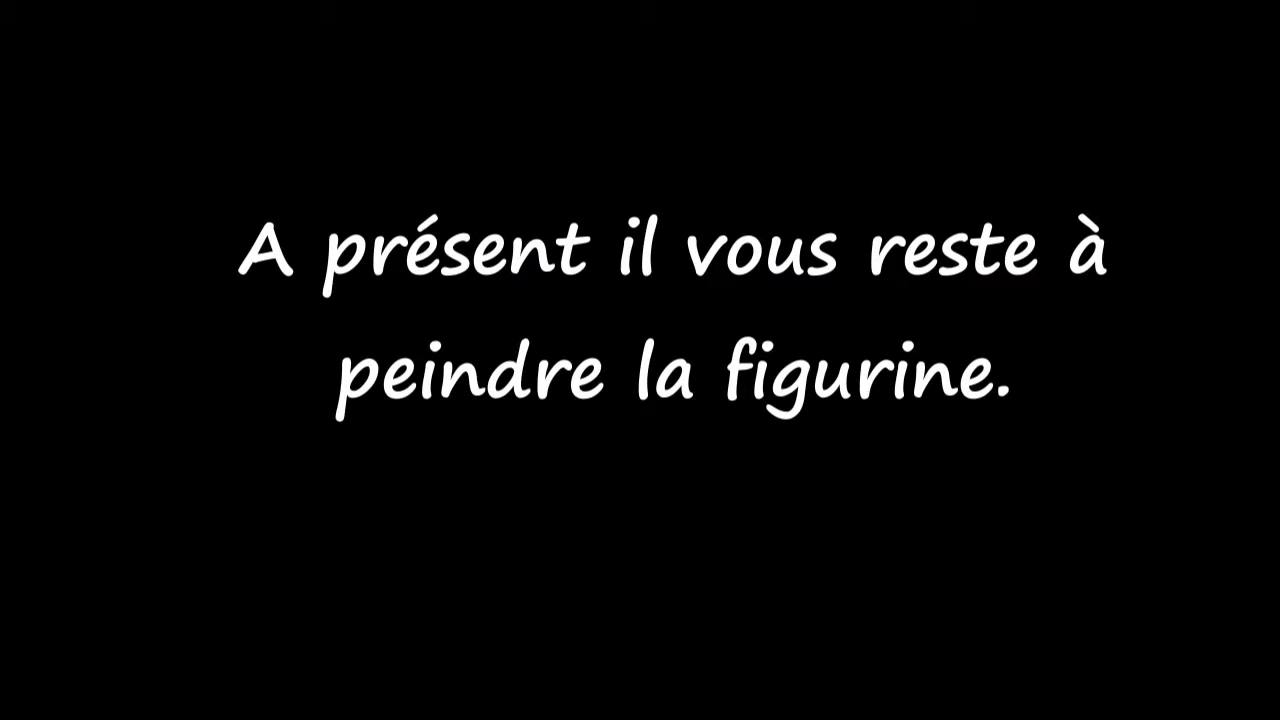 A présent il vous reste à
peindre la figurine.